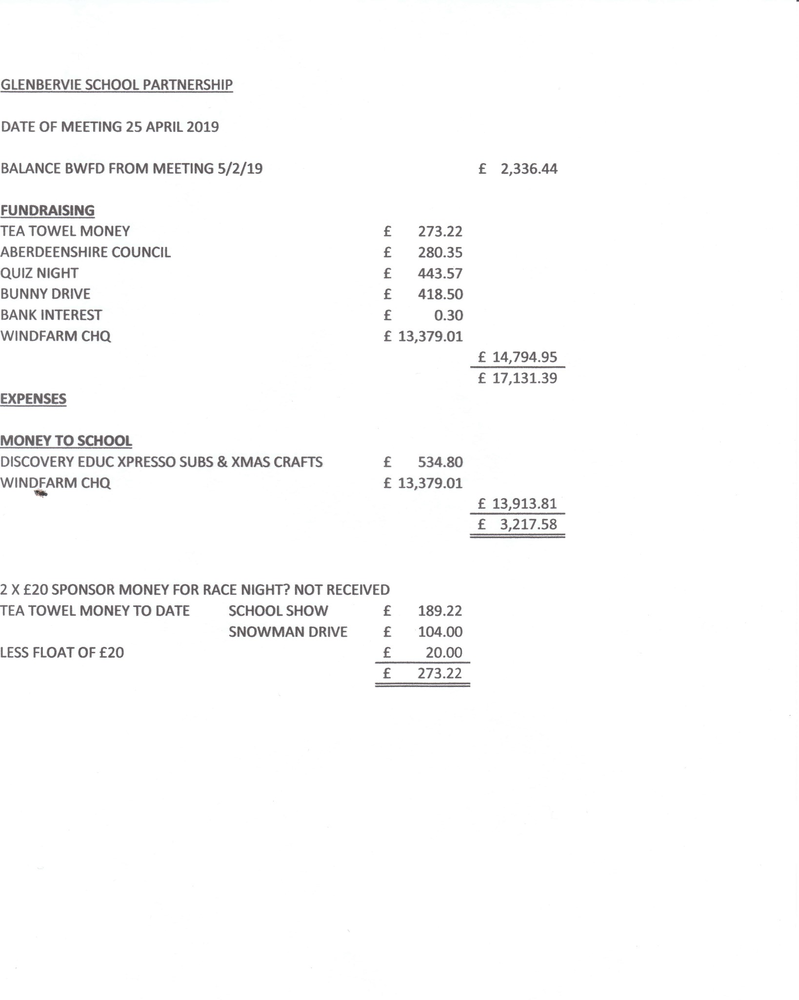 GLENBERVIE SCHOOL PARTNERSHIP
DATE OF MEETING 25 APRIL 2019
BALANCE BWFD FROM MEETING 5/2/19 £ 2,336.44
FUNDRAISING
TEA TOWEL MONEY £ 273.22
ABERDEENSHIRE COUNCIL £ 280.35
QUIZ NIGHT £ 443.57
BUNNY DRIVE £ 418.50
BANK INTEREST £ 0.30
WINDFARM CHQ £ 13,379.01
£ 14,794.95
£ 17,131.39
EXPENSES
MONEY TO SCHOOL
DISCOVERY EDUC XPRESSO SUBS & XMAS CRAFTS £ 534.80
WINDFARM CHQ £ 13,379.01
£ 13,913.81
£ 3,217.58
2 X £20 SPONSOR MONEY FOR RACE NIGHT? NOT RECEIVED
TEA TOWEL MONEY TO DATE SCHOOL SHOW £ 189.22
SNOWMAN DRIVE £ 104.00
LESS FLOAT OF £20 £ 20.00
£ 273.22